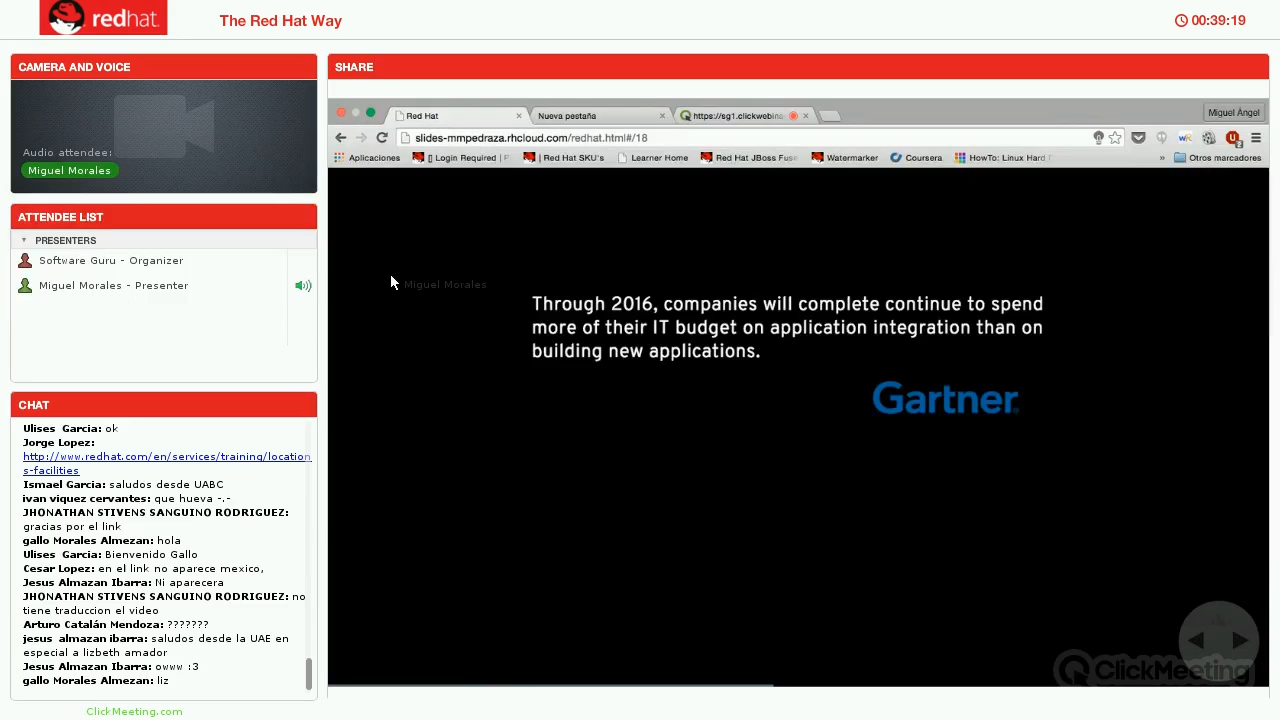 redhat.
The Red Hat Way
00:39:19
CAMERA AND VOICE
Audio attendee:
Miguel Morales
ATTENDEE LIST
PRESENTERS
Software Guru - Organizer
Miguel Morales - Presenter
CHAT
Ulises Garcia: ok
Jorge Lopez:
http://www.redhat.com/en/services/training/location
s-facilities
Ismael Garcia: saludos desde UABC
ivan viquez cervantes: que hueva -.-
JHONATHAN STIVENS SANGUINO RODRIGUEZ:
gracias por el link
gallo Morales Almezan: hola
Ulises Garcia: Bienvenido Gallo
Cesar Lopez: en el link no aparece mexico,
Jesus Almazan Ibarra: Ni aparecera
JHONATHAN STIVENS SANGUINO RODRIGUEZ: no
tiene traduccion el video
Arturo Catalán Mendoza: ???????
jesus almazan ibarra: saludos desde la UAE en
especial a lizbeth amador
Jesus Almazan Ibarra: owww :3
gallo Morales Almezan: liz
ClickMeeting.com
SHARE
Red Hat
Nueva pestaña
https://sg1.clickwebina
Miguel Ángel
slides-mmpedraza.rhcloud.com/redhat.html#/18
Aplicaciones
[] Login Required | P
| Red Hat SKU's
Learner Home
Red Hat JBoss Fus
Watermarker
Coursera
HowTo: Linux Hard
»
Otros marcadores
Miguel Morales
Through 2016, companies will complete continue to spend
more of their IT budget on application integration than on
building new applications.
Gartner
ClickMeeting